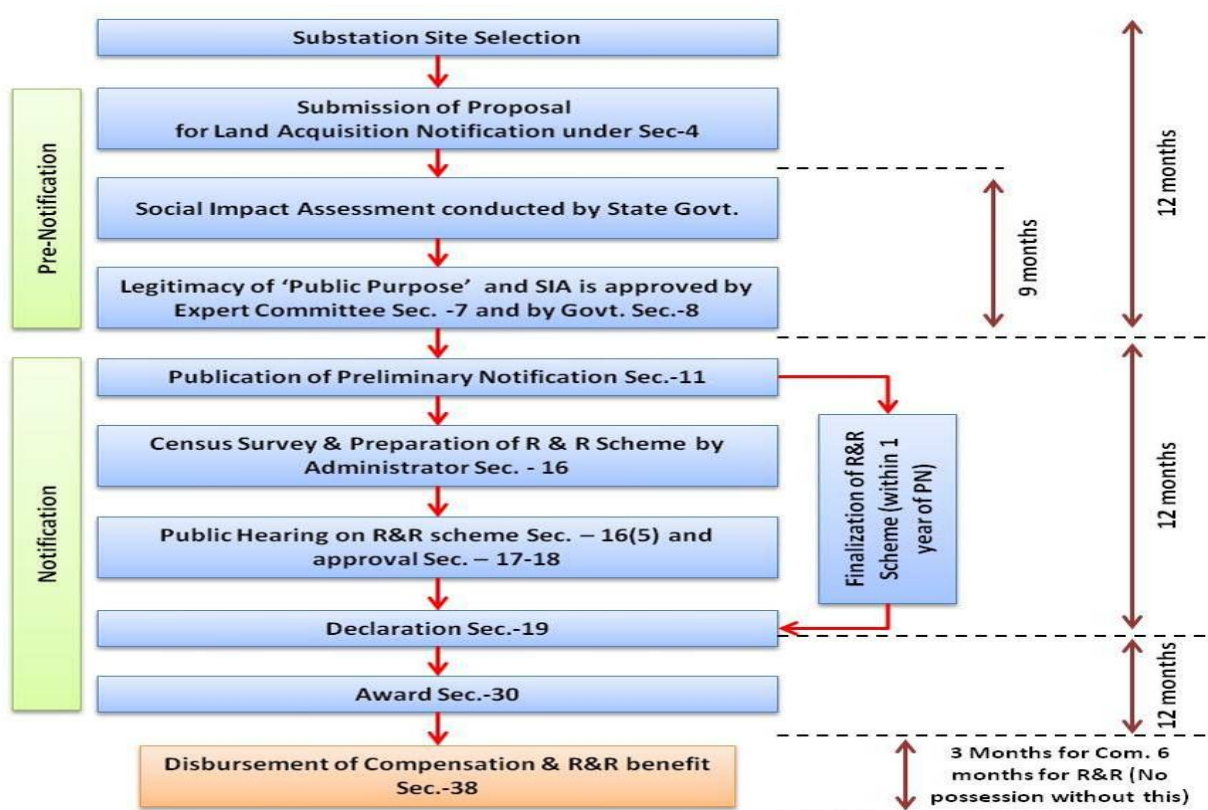 Substation Site Selection
Pre-Notification
Submission of Proposal
for Land Acquisition Notification under Sec-4
Social Impact Assessment conducted by State Govt.
Legitimacy of ‘Public Purpose’ and SIA is approved by
Expert Committee Sec. -7 and by Govt. Sec.-8
9 months
12 months
Notification
Publication of Preliminary Notification Sec.-11
Census Survey & Preparation of R & R Scheme by
Administrator Sec. - 16
Public Hearing on R&R scheme Sec. – 16(5) and
approval Sec. – 17-18
Declaration Sec.-19
Finalization of R&R
Scheme (within 1
year of PN)
12 months
Award Sec.-30
12 months
Disbursement of Compensation & R&R benefit
Sec.-38
3 Months for Com. 6
months for R&R (No
possession without this)